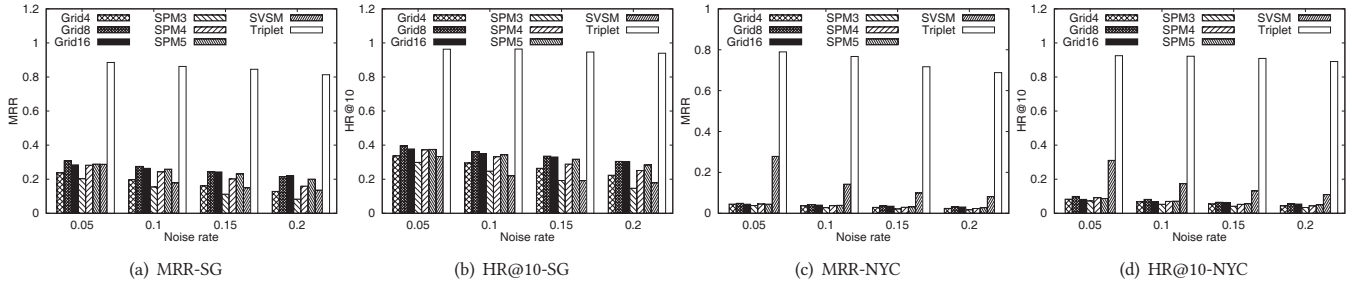 1.2
1
0.8
0.6
0.4
0.2
0
MRR
Grid4
Grid8
Grid16
SPM3
SPM4
SPM5
SVSM
Triplet
0.05 0.1 0.15 0.2
Noise rate
(a) MRR-SG
1.2
1
0.8
0.6
0.4
0.2
0
HR@10
Grid4
Grid8
Grid16
SPM3
SPM4
SPM5
SVSM
Triplet
0.05 0.1 0.15 0.2
Noise rate
(b) HR@10-SG
1
0.8
0.6
0.4
0.2
0
MRR
Grid4
Grid8
Grid16
SPM3
SPM4
SPM5
SVSM
Triplet
0.05 0.1 0.15 0.2
Noise rate
(c) MRR-NYC
1.2
1
0.8
0.6
0.4
0.2
0
HR@10
Grid4
Grid8
Grid16
SPM3
SPM4
SPM5
SVSM
Triplet
0.05 0.1 0.15 0.2
Noise rate
(d) HR@10-NYC